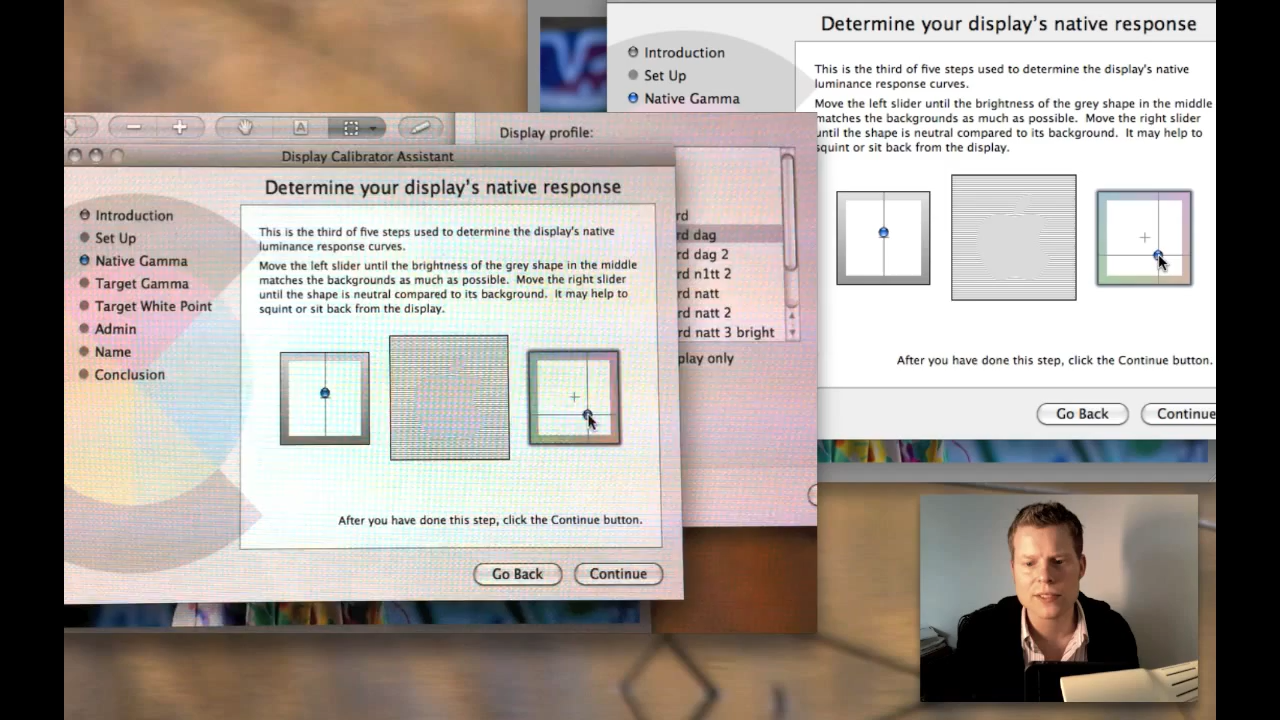 Determine your display's native response
Introduction
Set Up
Native Gamma
This is the third of five steps used to determine the display's native
luminance response curves.
Move the left slider until the brightness of the grey shape in the middle
matches the backgrounds as much as possible. Move the right slider
until the shape is neutral compared to its background. It may help to
squint or sit back from the display.
After you have done this step, click the Continue button.
Go Back
Continue
A
Display profile:
rd
rd dag
rd dag 2
rd n1tt 2
rd natt
rd natt 2
rd natt 3 bright
play only
Display Calibrator Assistant
Determine your display's native response
Introduction
Set Up
Native Gamma
Target Gamma
Target White Point
Admin
Name
Conclusion
This is the third of five steps used to determine the display's native
luminance response curves.
Move the left slider until the brightness of the grey shape in the middle
matches the backgrounds as much as possible. Move the right slider
until the shape is neutral compared to its background. It may help to
squint or sit back from the display.
After you have done this step, click the Continue button.
Go Back
Continue